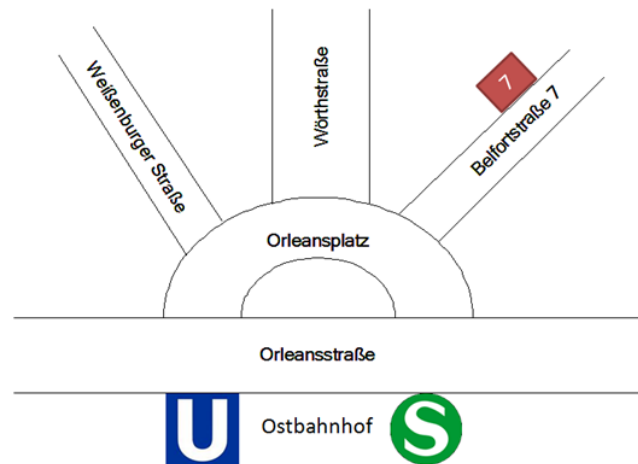 Weißenburger Straße
Wörthstraße
7
Belfortstraße 7
Orleansplatz
Orleansstraße
U
Ostbahnhof
S